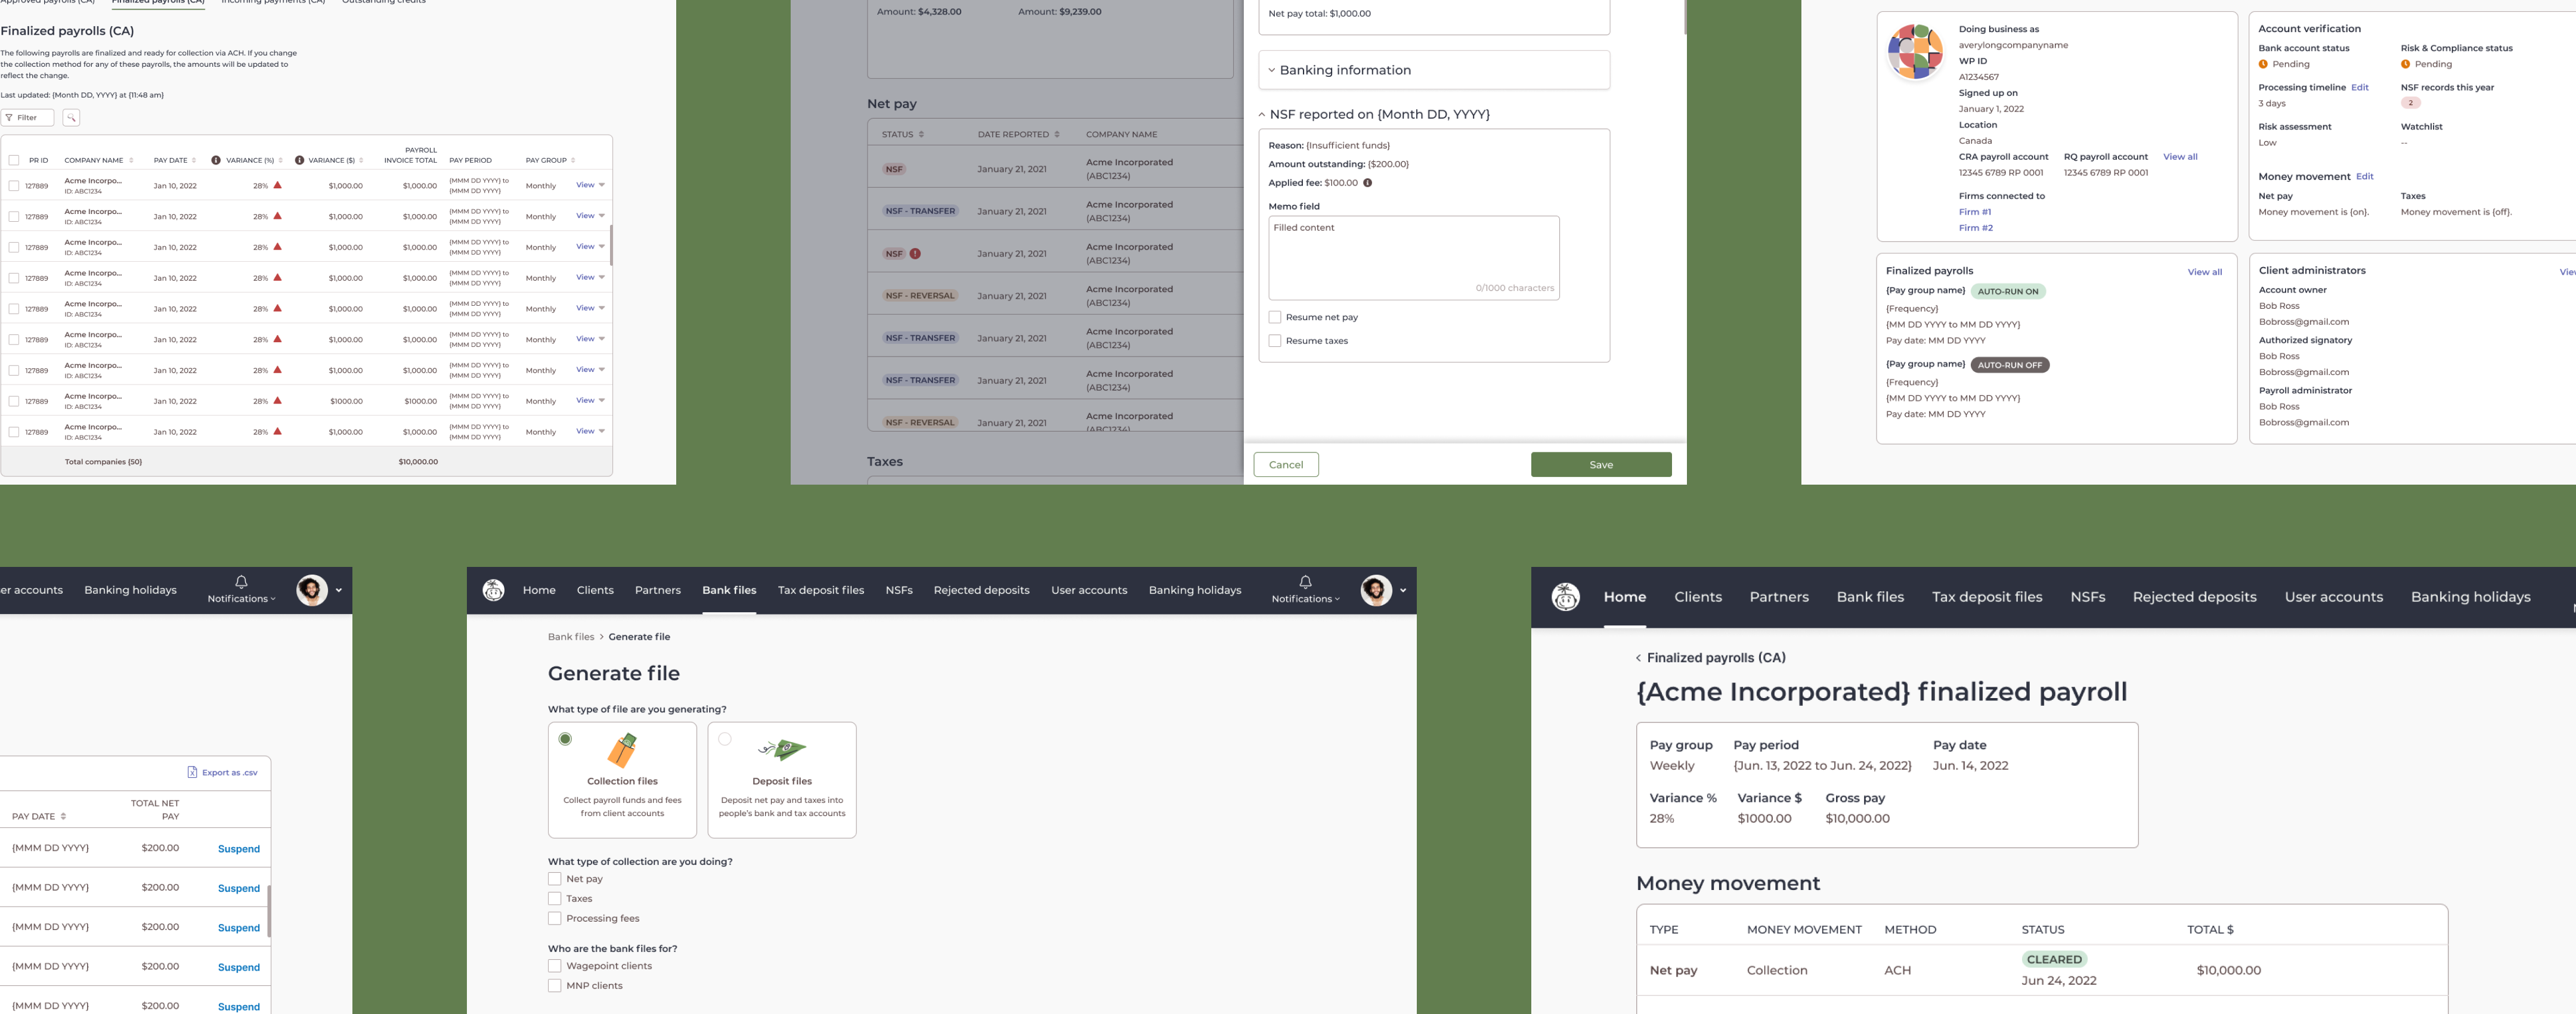 Approved payrolls (CA) Finalized payrolls (CA) Incoming payments (CA) Outstanding credits
Finalized payrolls (CA)
The following payrolls are finalized and ready for collection via ACH. If you change
the collection method for any of these payrolls, the amounts will be updated to
reflect the change.
Last updated: {Month DD, YYYY} at {11:48 am}
Filter
PR ID COMPANY NAME PAY DATE VARIANCE (%) VARIANCE ($) PAYROLL INVOICE TOTAL PAY PERIOD PAY GROUP
127889 Acme Incorpo... Jan 10, 2022 28% $1,000.00 $1,000.00 {MMM DD YYYY} to Monthly View
ID: ABC1234 {MMM DD YYYY}
127889 Acme Incorpo... Jan 10, 2022 28% $1,000.00 $1,000.00 {MMM DD YYYY} to Monthly View
ID: ABC1234 {MMM DD YYYY}
127889 Acme Incorpo... Jan 10, 2022 28% $1,000.00 $1,000.00 {MMM DD YYYY} to Monthly View
ID: ABC1234 {MMM DD YYYY}
127889 Acme Incorpo... Jan 10, 2022 28% $1,000.00 $1,000.00 {MMM DD YYYY} to Monthly View
ID: ABC1234 {MMM DD YYYY}
127889 Acme Incorpo... Jan 10, 2022 28% $1,000.00 $1,000.00 {MMM DD YYYY} to Monthly View
ID: ABC1234 {MMM DD YYYY}
127889 Acme Incorpo... Jan 10, 2022 28% $1,000.00 $1,000.00 {MMM DD YYYY} to Monthly View
ID: ABC1234 {MMM DD YYYY}
127889 Acme Incorpo... Jan 10, 2022 28% $1,000.00 $1,000.00 {MMM DD YYYY} to Monthly View
ID: ABC1234 {MMM DD YYYY}
127889 Acme Incorpo... Jan 10, 2022 28% $1000.00 $1000.00 {MMM DD YYYY} to Monthly View
ID: ABC1234 {MMM DD YYYY}
127889 Acme Incorpo... Jan 10, 2022 28% $1,000.00 $1,000.00 {MMM DD YYYY} to Monthly View
ID: ABC1234 {MMM DD YYYY}
Total companies (50) $10,000.00
Amount: $4,328.00 Amount: $9,239.00
Net pay
STATUS DATE REPORTED COMPANY NAME
NSF January 21, 2021 Acme Incorporated
(ABC1234)
NSF - TRANSFER January 21, 2021 Acme Incorporated
(ABC1234)
NSF January 21, 2021 Acme Incorporated
(ABC1234)
NSF - REVERSAL January 21, 2021 Acme Incorporated
(ABC1234)
NSF - TRANSFER January 21, 2021 Acme Incorporated
(ABC1234)
NSF - TRANSFER January 21, 2021 Acme Incorporated
(ABC1234)
NSF - REVERSAL January 21, 2021 Acme Incorporated
(ABC1234)
Taxes
Net pay total: $1,000.00
Banking information
NSF reported on {Month DD, YYYY}
Reason: {Insufficient funds}
Amount outstanding: {$200.00}
Applied fee: $100.00
Memo field
Filled content
0/1000 characters
Resume net pay
Resume taxes
Cancel Save
Doing business as
averylongcompanyname
WP ID
A1234567
Signed up on
January 1, 2022
Location
Canada
CRA payroll account RQ payroll account View all
12345 6789 RP 0001 12345 6789 RP 0001
Firms connected to
Firm #1
Firm #2
Account verification
Bank account status Risk & Compliance status
Pending Pending
Processing timeline Edit NSF records this year
3 days 2
Risk assessment Watchlist
Low --
Money movement Edit
Net pay Taxes
Money movement is {on}. Money movement is {off}.
Finalized payrolls View all
{Pay group name} AUTO-RUN ON
{Frequency}
{MM DD YYYY to MM DD YYYY}
Pay date: MM DD YYYY
{Pay group name} AUTO-RUN OFF
{Frequency}
{MM DD YYYY to MM DD YYYY}
Pay date: MM DD YYYY
Client administrators
Account owner
Bob Ross
Bobross@gmail.com
Authorized signatory
Bob Ross
Bobross@gmail.com
Payroll administrator
Bob Ross
Bobross@gmail.com
er accounts Banking holidays Notifications
Export as .csv
PAY DATE TOTAL NET PAY
{MMM DD YYYY} $200.00 Suspend
{MMM DD YYYY} $200.00 Suspend
{MMM DD YYYY} $200.00 Suspend
{MMM DD YYYY} $200.00 Suspend
{MMM DD YYYY} $200.00 Suspend
Home Clients Partners Bank files Tax deposit files NSFs Rejected deposits User accounts Banking holidays Notifications
Bank files > Generate file
Generate file
What type of file are you generating?
Collection files Deposit files
Collect payroll funds and fees Deposit net pay and taxes into
from client accounts people's bank and tax accounts
What type of collection are you doing?
Net pay
Taxes
Processing fees
Who are the bank files for?
Wagepoint clients
MNP clients
Home Clients Partners Bank files Tax deposit files NSFs Rejected deposits User accounts Banking holidays
< Finalized payrolls (CA)
{Acme Incorporated} finalized payroll
Pay group Pay period Pay date
Weekly {Jun. 13, 2022 to Jun. 24, 2022} Jun. 14, 2022
Variance % Variance $ Gross pay
28% $1000.00 $10,000.00
Money movement
TYPE MONEY MOVEMENT METHOD STATUS TOTAL $
Net pay Collection ACH CLEARED $10,000.00
Jun 24, 2022